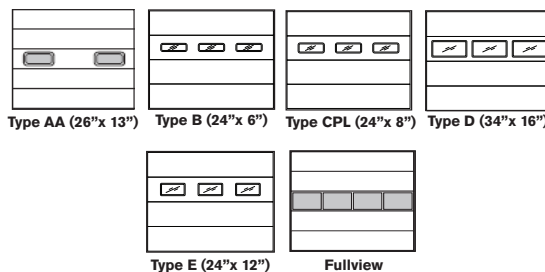 Type AA (26”x 13”)
Type B (24”x 6”)
Type CPL (24”x 8”)
Type D (34”x 16”)
Type E (24”x 12”)
Fullview